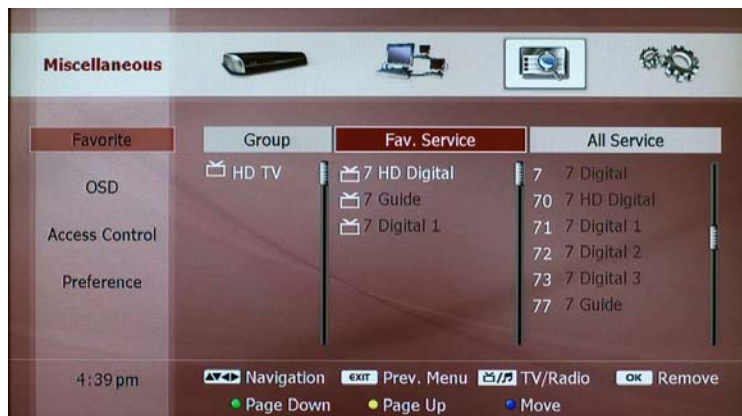 Miscellaneous
Favorite
OSD
Access Control
Preference
4:39 pm
Group
HD TV
Fav. Service
7 HD Digital
7 Guide
7 Digital 1
All Service
7 7 Digital
70 7 HD Digital
71 7 Digital 1
72 7 Digital 2
73 7 Digital 3
77 7 Guide
Navigation EXIT Prev. Menu TV/Radio OK Remove
Page Down Page Up Move